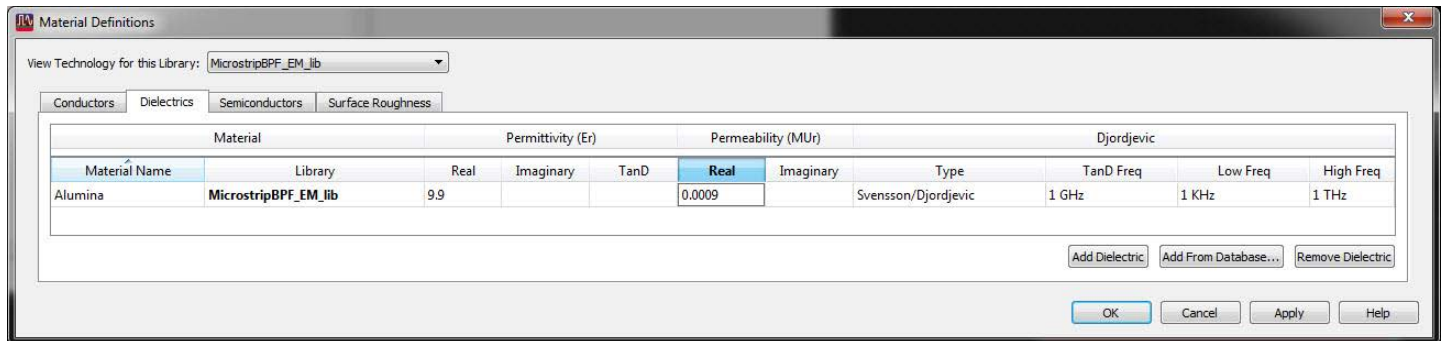 Material Definitions
View Technology for this Library: MicrostripBPF_EM_lib
Conductors Dielectrics Semiconductors Surface Roughness
Material Permittivity (Er) Permeability (MUr) Djordjevic
Material Name Library Real Imaginary TanD Real Imaginary Type TanD Freq Low Freq High Freq
Alumina MicrostripBPF_EM_lib 9.9 0.0009 Svensson/Djordjevic 1 GHz 1 KHz 1 THz
Add Dielectric Add From Database... Remove Dielectric
OK Cancel Apply Help